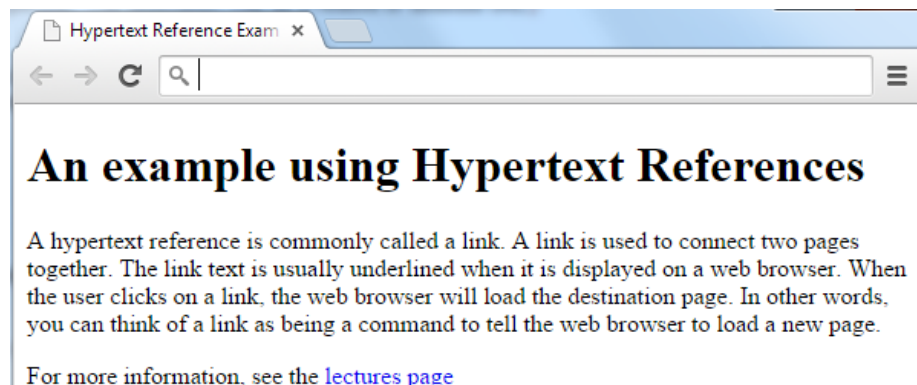 Hypertext Reference Exam
An example using Hypertext References
A hypertext reference is commonly called a link. A link is used to connect two pages
together. The link text is usually underlined when it is displayed on a web browser. When
the user clicks on a link, the web browser will load the destination page. In other words,
you can think of a link as being a command to tell the web browser to load a new page.
For more information, see the lectures page